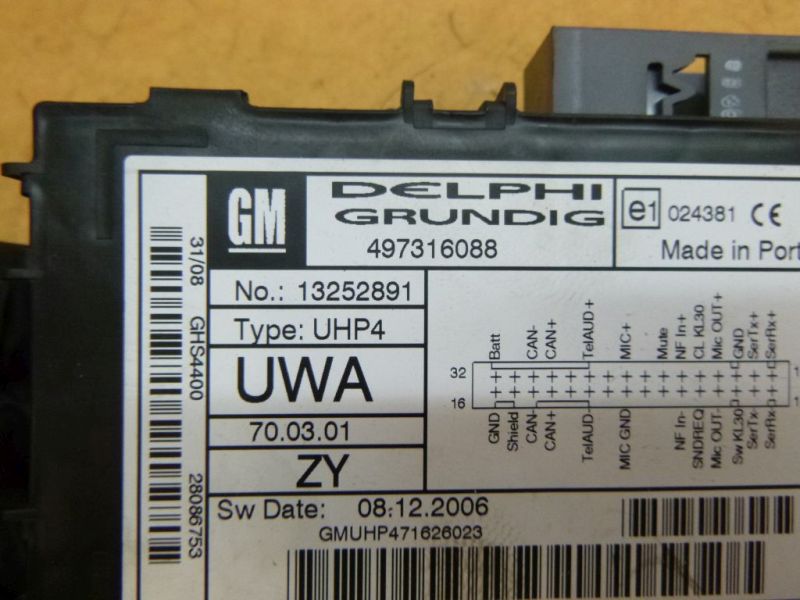 GM
DELPHI
GRUNDIG
497316088
e1 024381 CE
Made in Port
31/08 GHS4400 28086753
No.: 13252891
Type: UHP4
UWA
70.03.01
ZY
Sw Date: 08.12.2006
GMUHP471626023
Batt CAN- CAN+ TelAUD+ MIC+ Mute NF In+ CL KL30 Mic OUT+ GND SerTx+ SerRx+
32 1
16 1
GND Shield CAN- CAN+ TelAUD- MIC GND NF In- SNDREQ Mic OUT- Sw KL30 SerTx- SerRx-